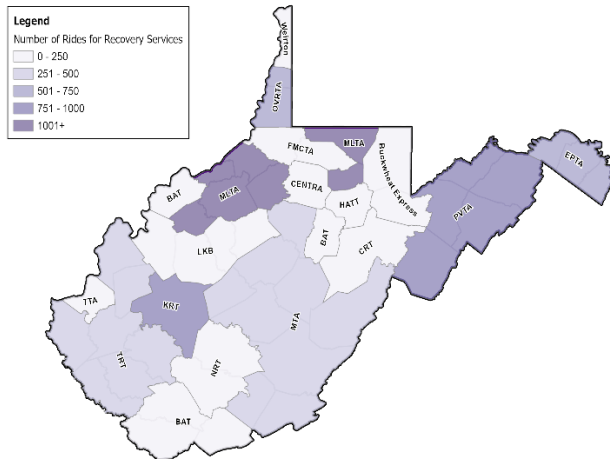 Legend
Number of Rides for Recovery Services
0 - 250
251 - 500
501 - 750
751 - 1000
1001+
Weirton
OVRTA
MLTA
FMCTA
Buckwheat Express
EPTA
PVTA
BAT
MLTA
CENTRA
HATT
BAT
CRT
LKB
TTA
KRT
MTA
TRT
NRT
BAT